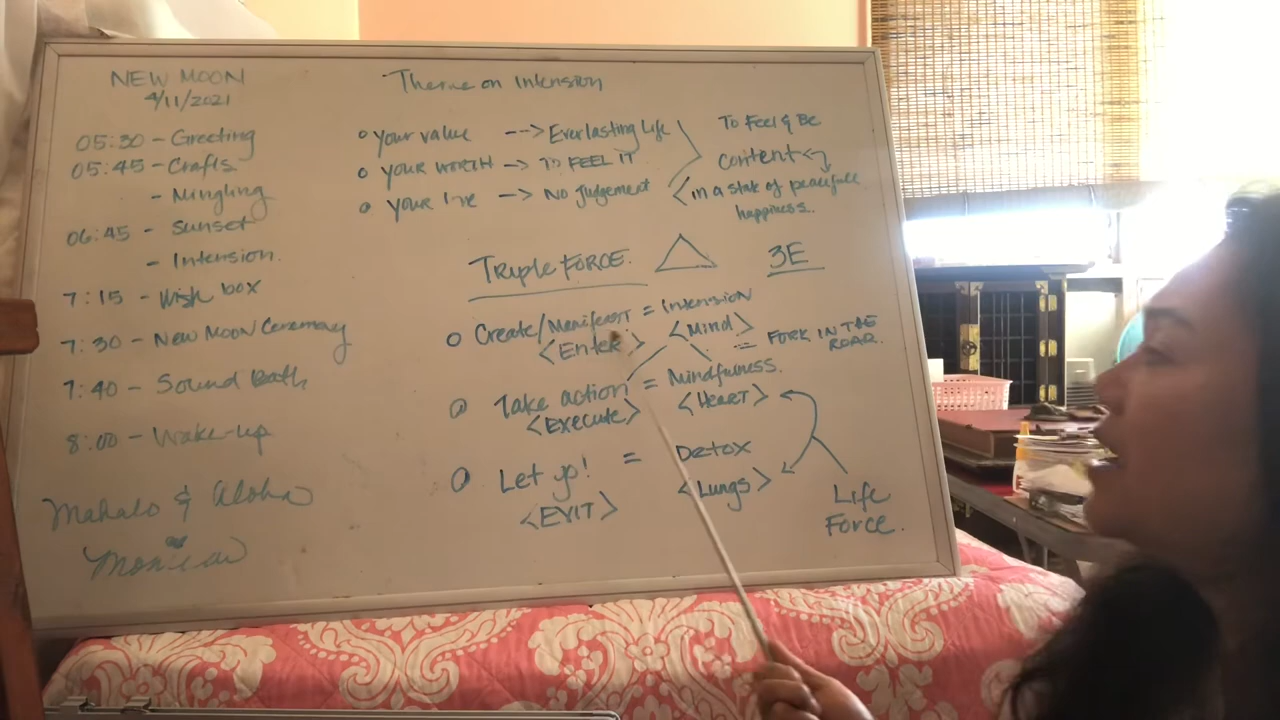 NEW MOON
4/11/2021
05:30 - Greeting
05:45 - Crafts
- Mingling
06:45 - Sunset
- Intension.
7:15 - Wish box
7:30 - New Moon Ceremony
7:40 - Sound Bath
8:00 - Wake-up
Mahalo & Aloha
Theme on Intension
your value --> Everlasting life
YOUR WORTH --> TO FEEL IT
your --> No Judgement
To Feel & Be
content
in a state of peacefull
happiness..
TRIPLE FORCE. 3E
Create/Manifest = Intension
<Enter> <Mind>
= FORK IN THE
ROAD.
Take action = Mindfulness.
<Execute> <HEART>
Let go! = Detox
<EXIT> <Lungs>
Life
Force.